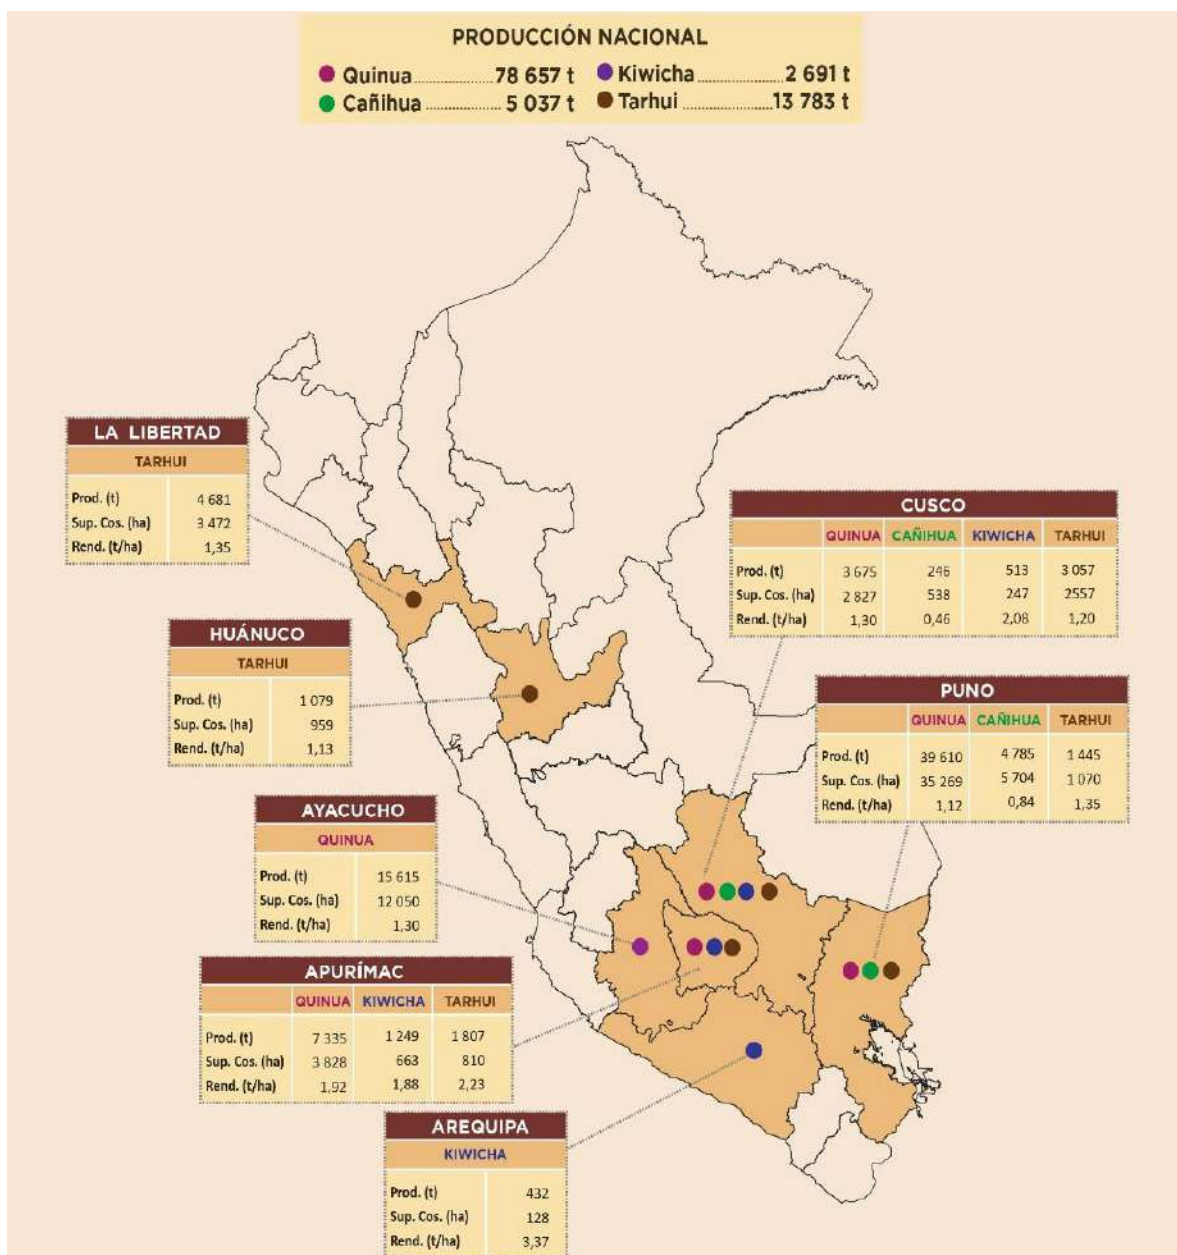 PRODUCCIÓN NACIONAL
Quinua 78 657 t Kiwicha 2 691 t
Cañihua 5 037 t Tarhui 13 783 t
LA LIBERTAD
TARHUI
Prod. (t) 4 681
Sup. Cos. (ha) 3 472
Rend. (t/ha) 1,35
CUSCO
QUINUA CAÑIHUA KIWICHA TARHUI
Prod. (t) 3 675 246 513 3 057
Sup. Cos. (ha) 2 827 538 247 2557
Rend. (t/ha) 1,30 0,46 2,08 1,20
HUÁNUCO
TARHUI
Prod. (t) 1 079
Sup. Cos. (ha) 959
Rend. (t/ha) 1,13
PUNO
QUINUA CAÑIHUA TARHUI
Prod. (t) 39 610 4 785 1 445
Sup. Cos. (ha) 35 269 5 704 1 070
Rend. (t/ha) 1,12 0,84 1,35
AYACUCHO
QUINUA
Prod. (t) 15 615
Sup. Cos. (ha) 12 050
Rend. (t/ha) 1,30
APURÍMAC
QUINUA KIWICHA TARHUI
Prod. (t) 7 335 1 249 1 807
Sup. Cos. (ha) 3 828 663 810
Rend. (t/ha) 1,92 1,88 2,23
AREQUIPA
KIWICHA
Prod. (t) 432
Sup. Cos. (ha) 128
Rend. (t/ha) 3,37